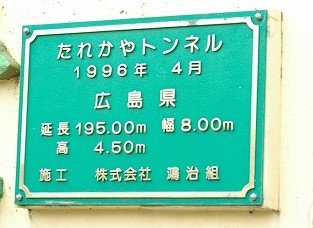 たれかやトンネル
1996年 4月
広島県
延長195.00m 幅8.00m
高 4.50m
施工 株式会社 鴻治組